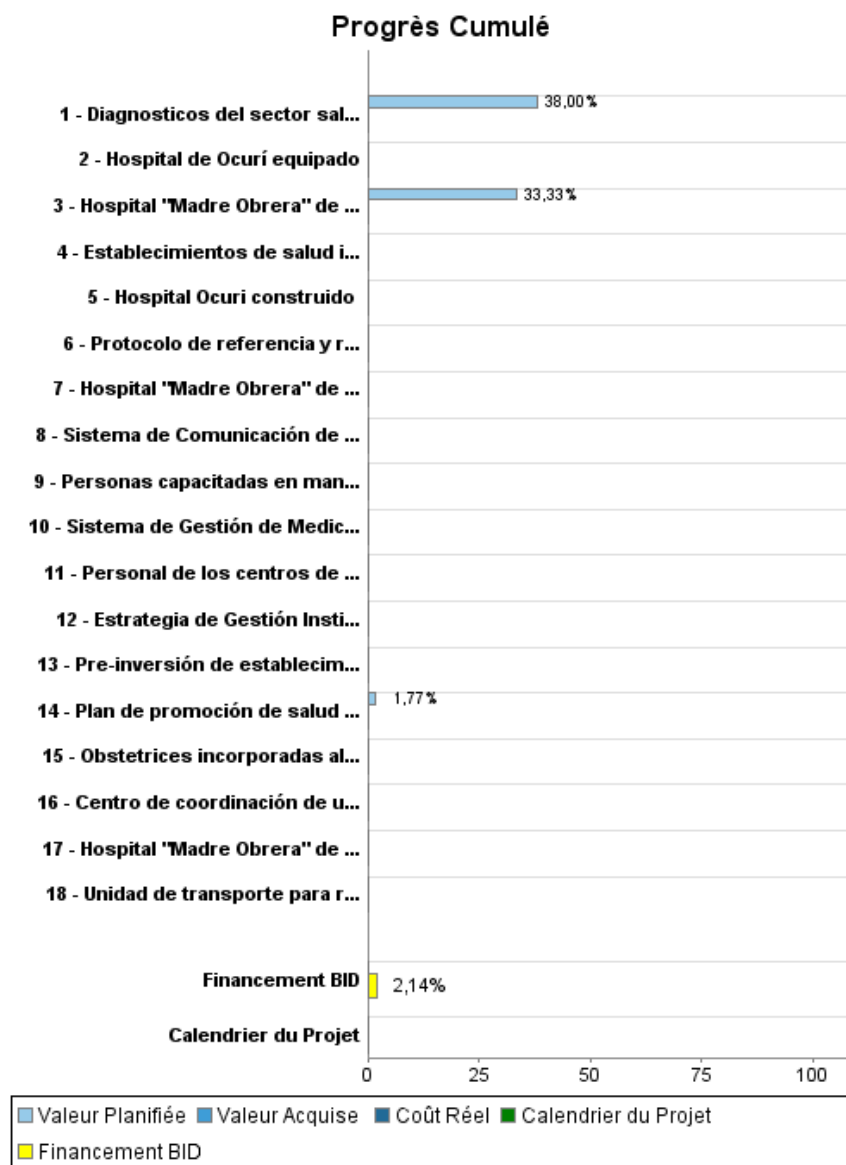 Progrès Cumulé
1 - Diagnosticos del sector sal...
38,00%
2 - Hospital de Ocurí equipado
3 - Hospital "Madre Obrera" de ...
33,33%
4 - Establecimientos de salud i...
5 - Hospital Ocuri construido
6 - Protocolo de referencia y r...
7 - Hospital "Madre Obrera" de ...
8 - Sistema de Comunicación de ...
9 - Personas capacitadas en man...
10 - Sistema de Gestión de Medic...
11 - Personal de los centros de ...
12 - Estrategia de Gestión Insti...
13 - Pre-inversión de establecim...
14 - Plan de promoción de salud ...
1,77%
15 - Obstetrices incorporadas al...
16 - Centro de coordinación de u...
17 - Hospital "Madre Obrera" de ...
18 - Unidad de transporte para r...
Financement BID
2,14%
Calendrier du Projet
0 25 50 75 100
Valeur Planifiée Valeur Acquise Coût Réel Calendrier du Projet
Financement BID